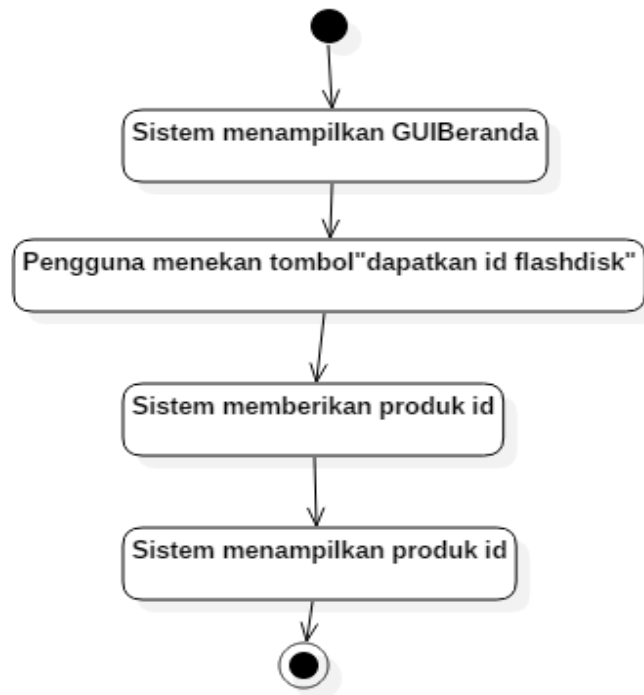 Sistem menampilkan GUIBeranda
Pengguna menekan tombol"dapatkan id flashdisk"
Sistem memberikan produk id
Sistem menampilkan produk id